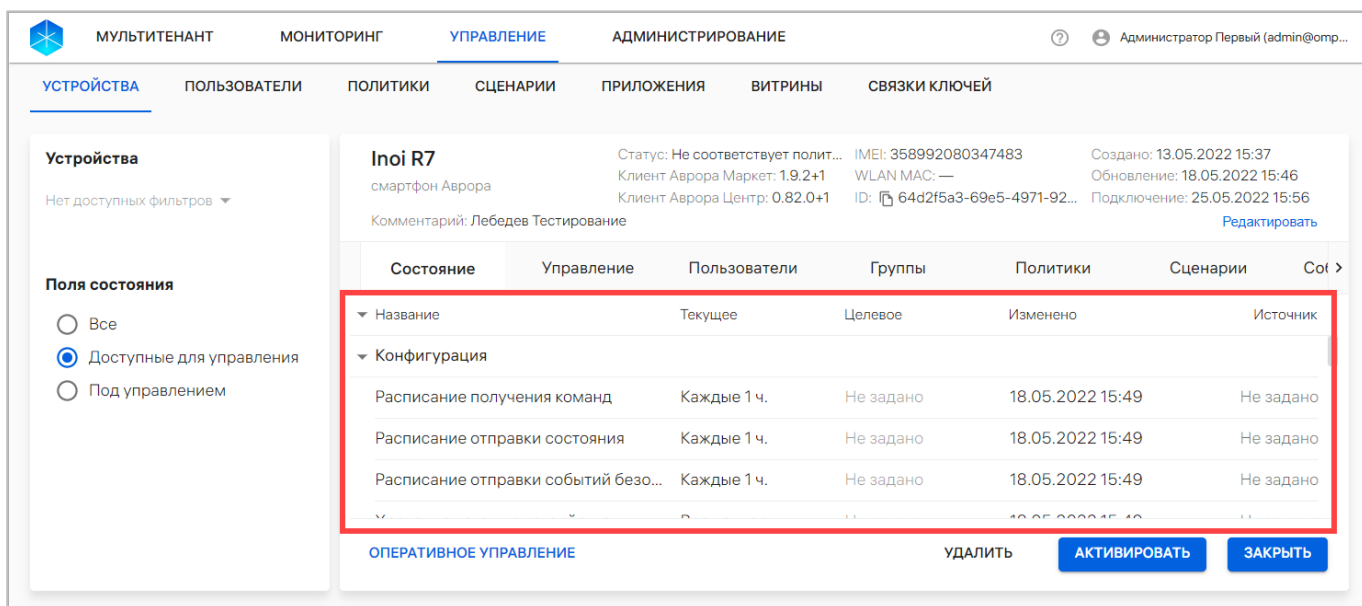 МУЛЬТИТЕНАНТ МОНИТОРИНГ УПРАВЛЕНИЕ АДМИНИСТРИРОВАНИЕ Администратор Первый (admin@omp...
УСТРОЙСТВА ПОЛЬЗОВАТЕЛИ ПОЛИТИКИ СЦЕНАРИИ ПРИЛОЖЕНИЯ ВИТРИНЫ СВЯЗКИ КЛЮЧЕЙ
Устройства
Нет доступных фильтров
Поля состояния
Все
Доступные для управления
Под управлением
Inoi R7
смартфон Аврора
Статус: Не соответствует полит... IMEI: 358992080347483 Создано: 13.05.2022 15:37
Клиент Аврора Маркет: 1.9.2+1 WLAN MAC: — Обновление: 18.05.2022 15:46
Клиент Аврора Центр: 0.82.0+1 ID: 64d2f5a3-69e5-4971-92... Подключение: 25.05.2022 15:56
Комментарий: Лебедев Тестирование Редактировать
Состояние Управление Пользователи Группы Политики Сценарии
Название Текущее Целевое Изменено Источник
Конфигурация
Расписание получения команд Каждые 1 ч. Не задано 18.05.2022 15:49 Не задано
Расписание отправки состояния Каждые 1 ч. Не задано 18.05.2022 15:49 Не задано
Расписание отправки событий безо... Каждые 1 ч. Не задано 18.05.2022 15:49 Не задано
ОПЕРАТИВНОЕ УПРАВЛЕНИЕ УДАЛИТЬ АКТИВИРОВАТЬ ЗАКРЫТЬ